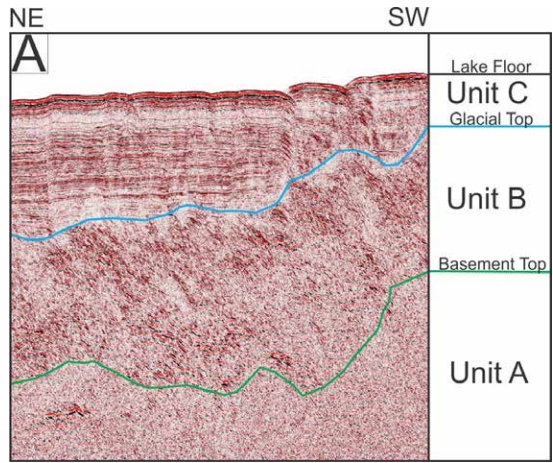 NE
SW
A
Lake Floor
Unit C
Glacial Top
Unit B
Basement Top
Unit A